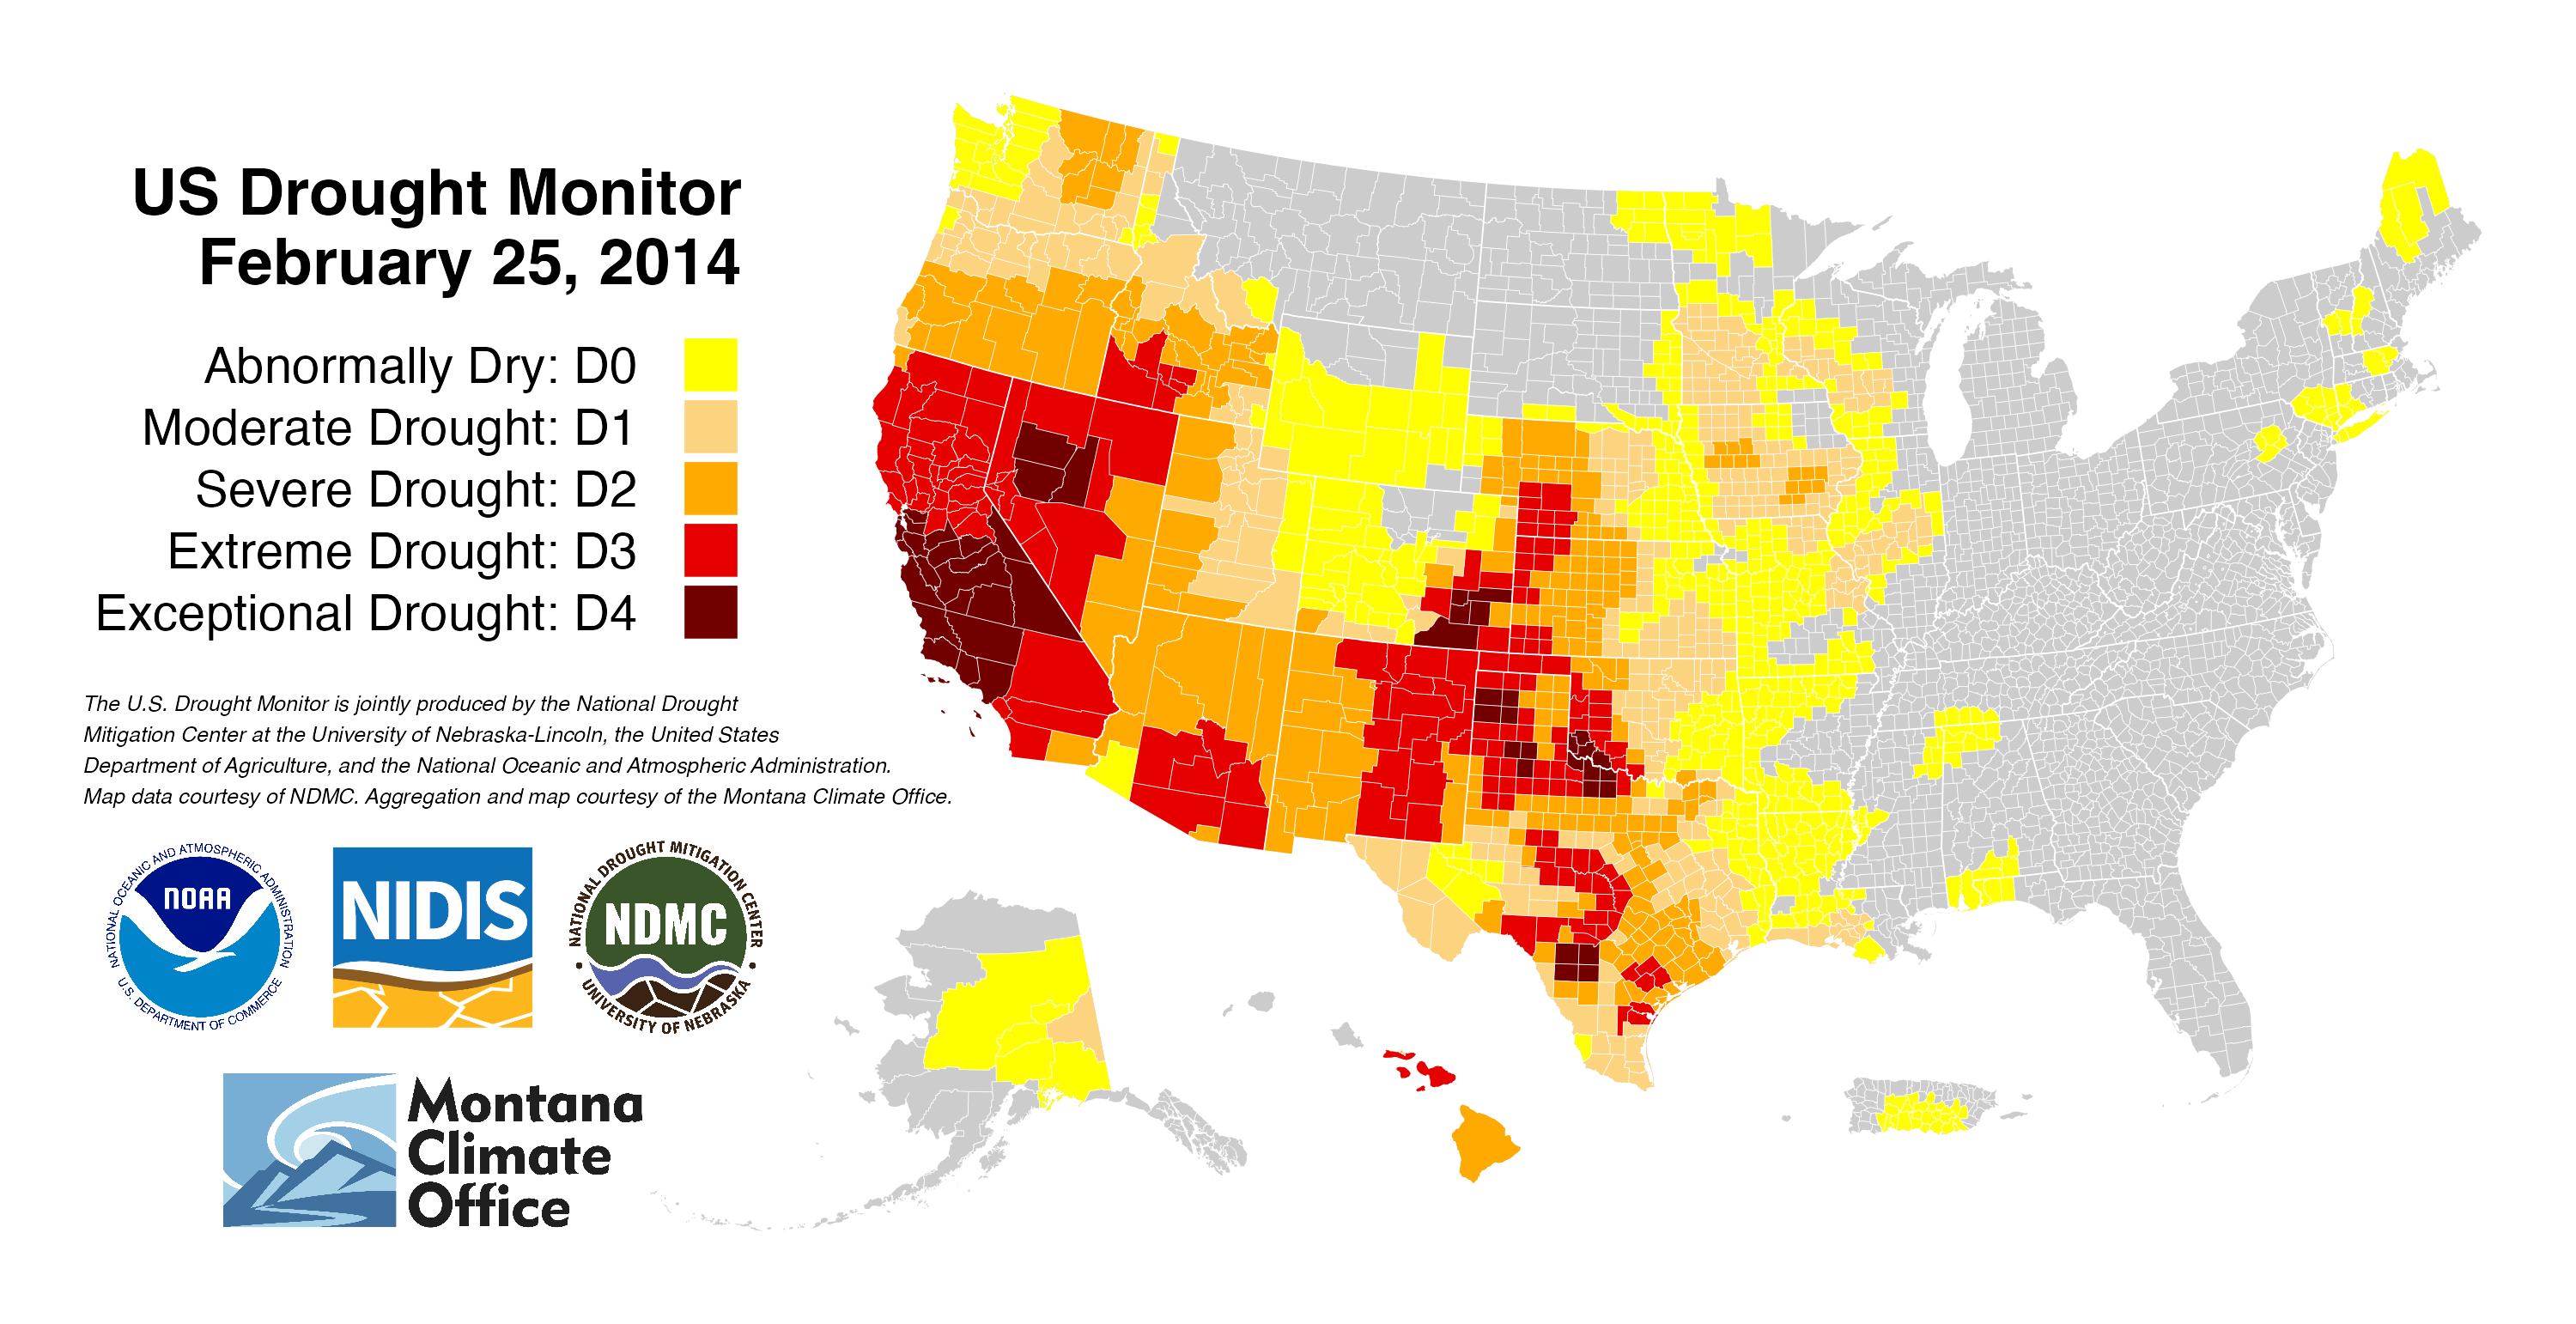 US Drought Monitor
February 25, 2014
Abnormally Dry: D0
Moderate Drought: D1
Severe Drought: D2
Extreme Drought: D3
Exceptional Drought: D4
The U.S. Drought Monitor is jointly produced by the National Drought
Mitigation Center at the University of Nebraska-Lincoln, the United States
Department of Agriculture, and the National Oceanic and Atmospheric Administration.
Map data courtesy of NDMC. Aggregation and map courtesy of the Montana Climate Office.
NATIONAL OCEANIC AND ATMOSPHERIC ADMINISTRATION
NOAA
U.S. DEPARTMENT OF COMMERCE
NIDIS
NATIONAL DROUGHT MITIGATION CENTER
NDMC
UNIVERSITY OF NEBRASKA
Montana
Climate
Office